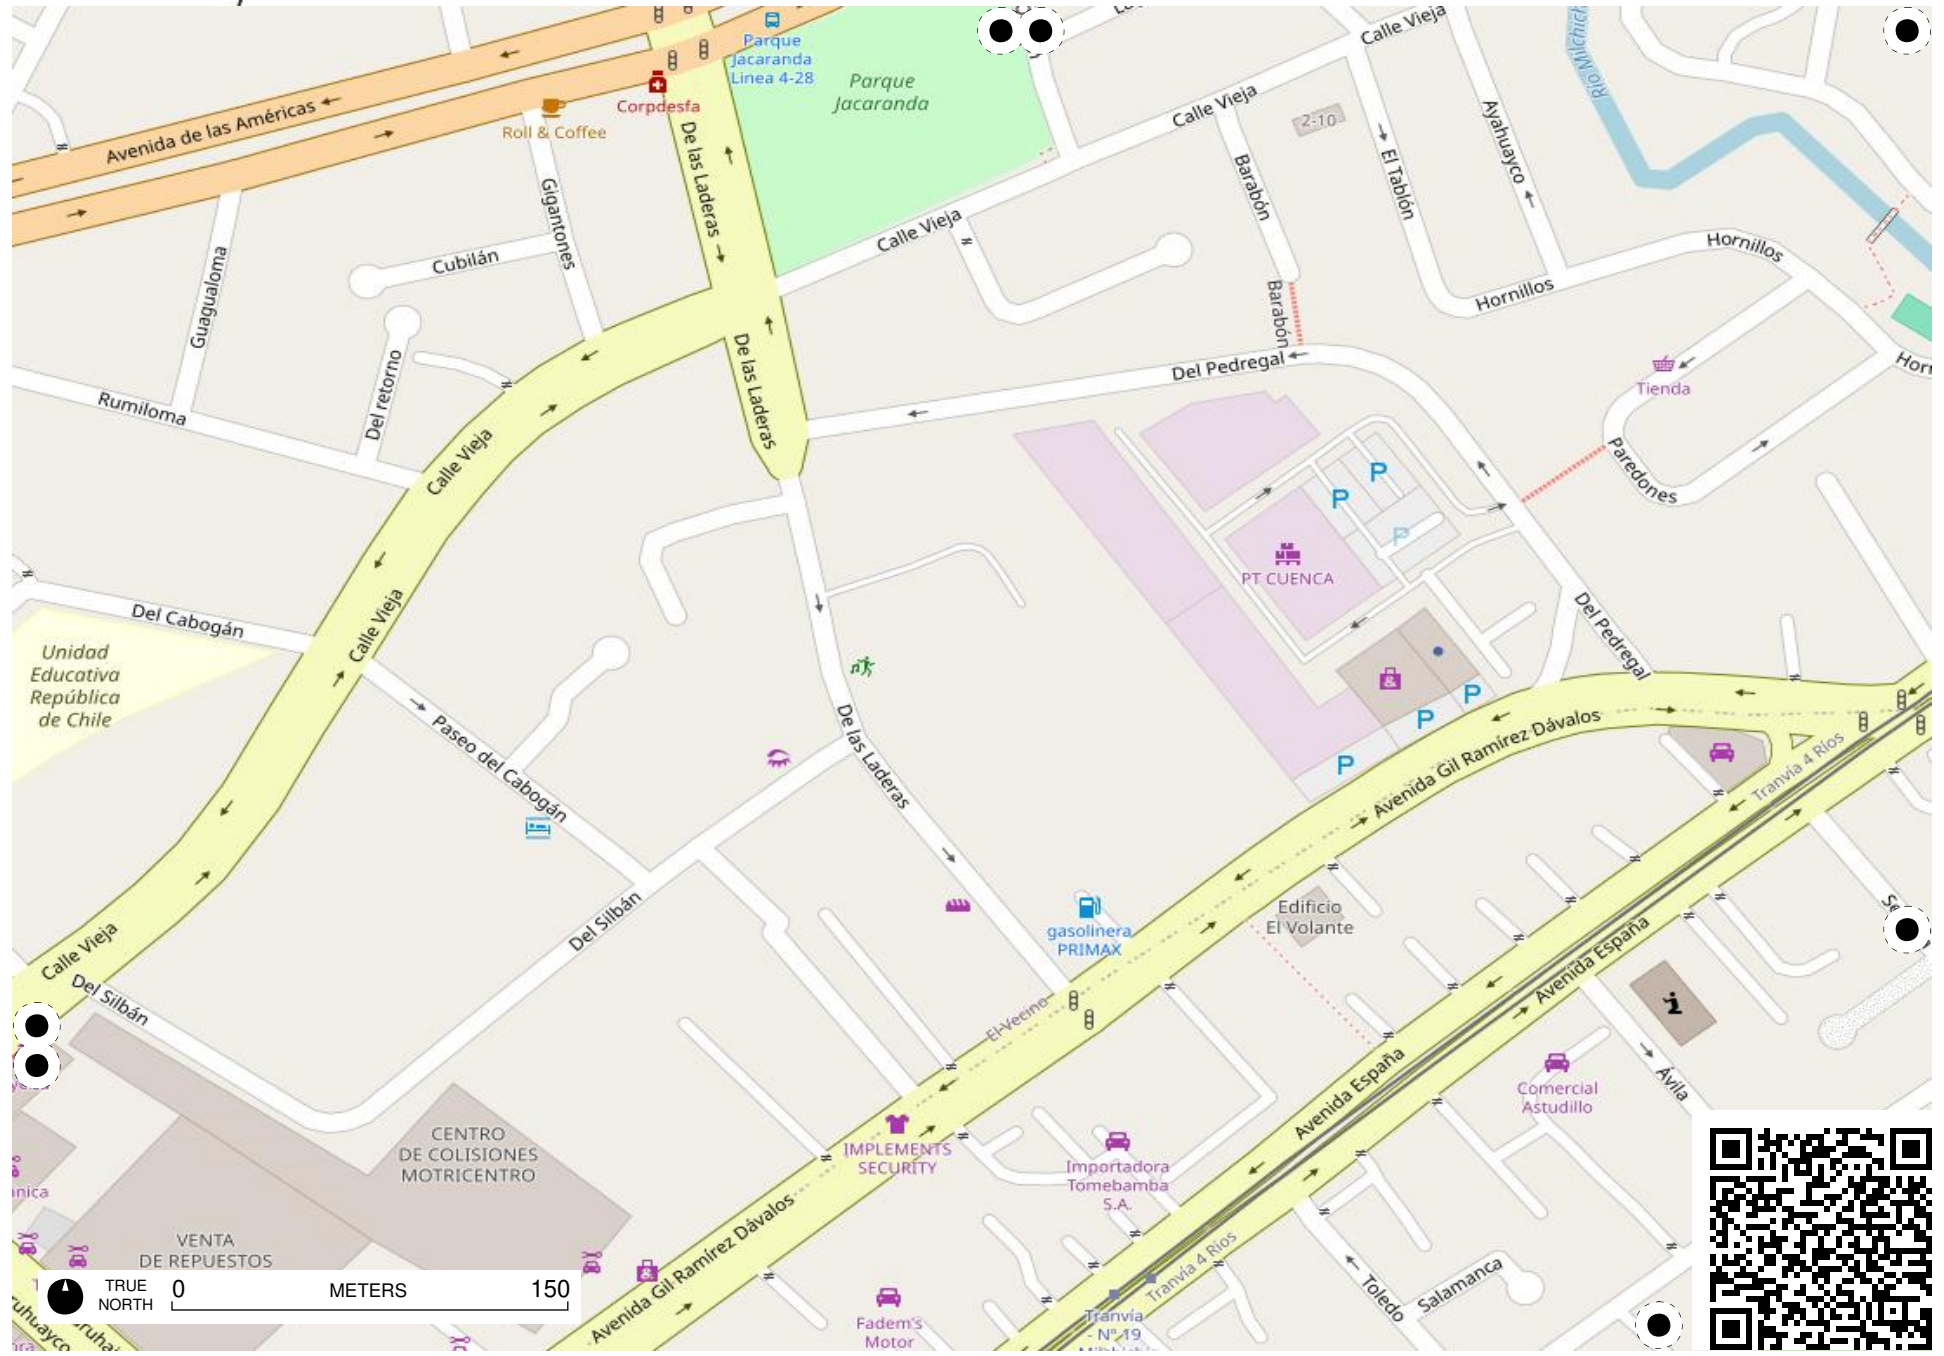 Parque
Jacaranda
Linea 4-28
Parque
Jacaranda
Calle Vieja
Avenida de las Américas
Corpdesfa
Roll & Coffee
De las Laderas
Calle Vieja
2-10
Ayahuayco
El Tablón
Barabón
Gigantones
Cubilán
Guagualoma
Calle Vieja
Hornillos
Hornillos
Barabón
Del Pedregal
De las Laderas
Del retorno
Rumiloma
Calle Vieja
Tienda
Paredones
P
P
P
PT CUENCA
Del Cabogán
Calle Vieja
Unidad
Educativa
República
de Chile
Del Pedregal
P
P
P
Paseo del Cabogán
De las Laderas
Avenida Gil Ramírez Dávalos
Tranvía 4 Ríos
gasolinera
PRIMAX
Edificio
El Volante
Del Silbán
Calle Vieja
Del Silbán
Avenida España
El Vecino
Avenida España
Comercial
Astudillo
Ávila
CENTRO
DE COLISIONES
MOTRICENTRO
IMPLEMENTS
SECURITY
Importadora
Tomebamba
S.A.
VENTA
DE REPUESTOS
Avenida Gil Ramírez Dávalos
Tranvía 4 Ríos
Toledo
Salamanca
Fadem's
Motor
Tranvía
- N° 19
TRUE
NORTH
0
METERS
150